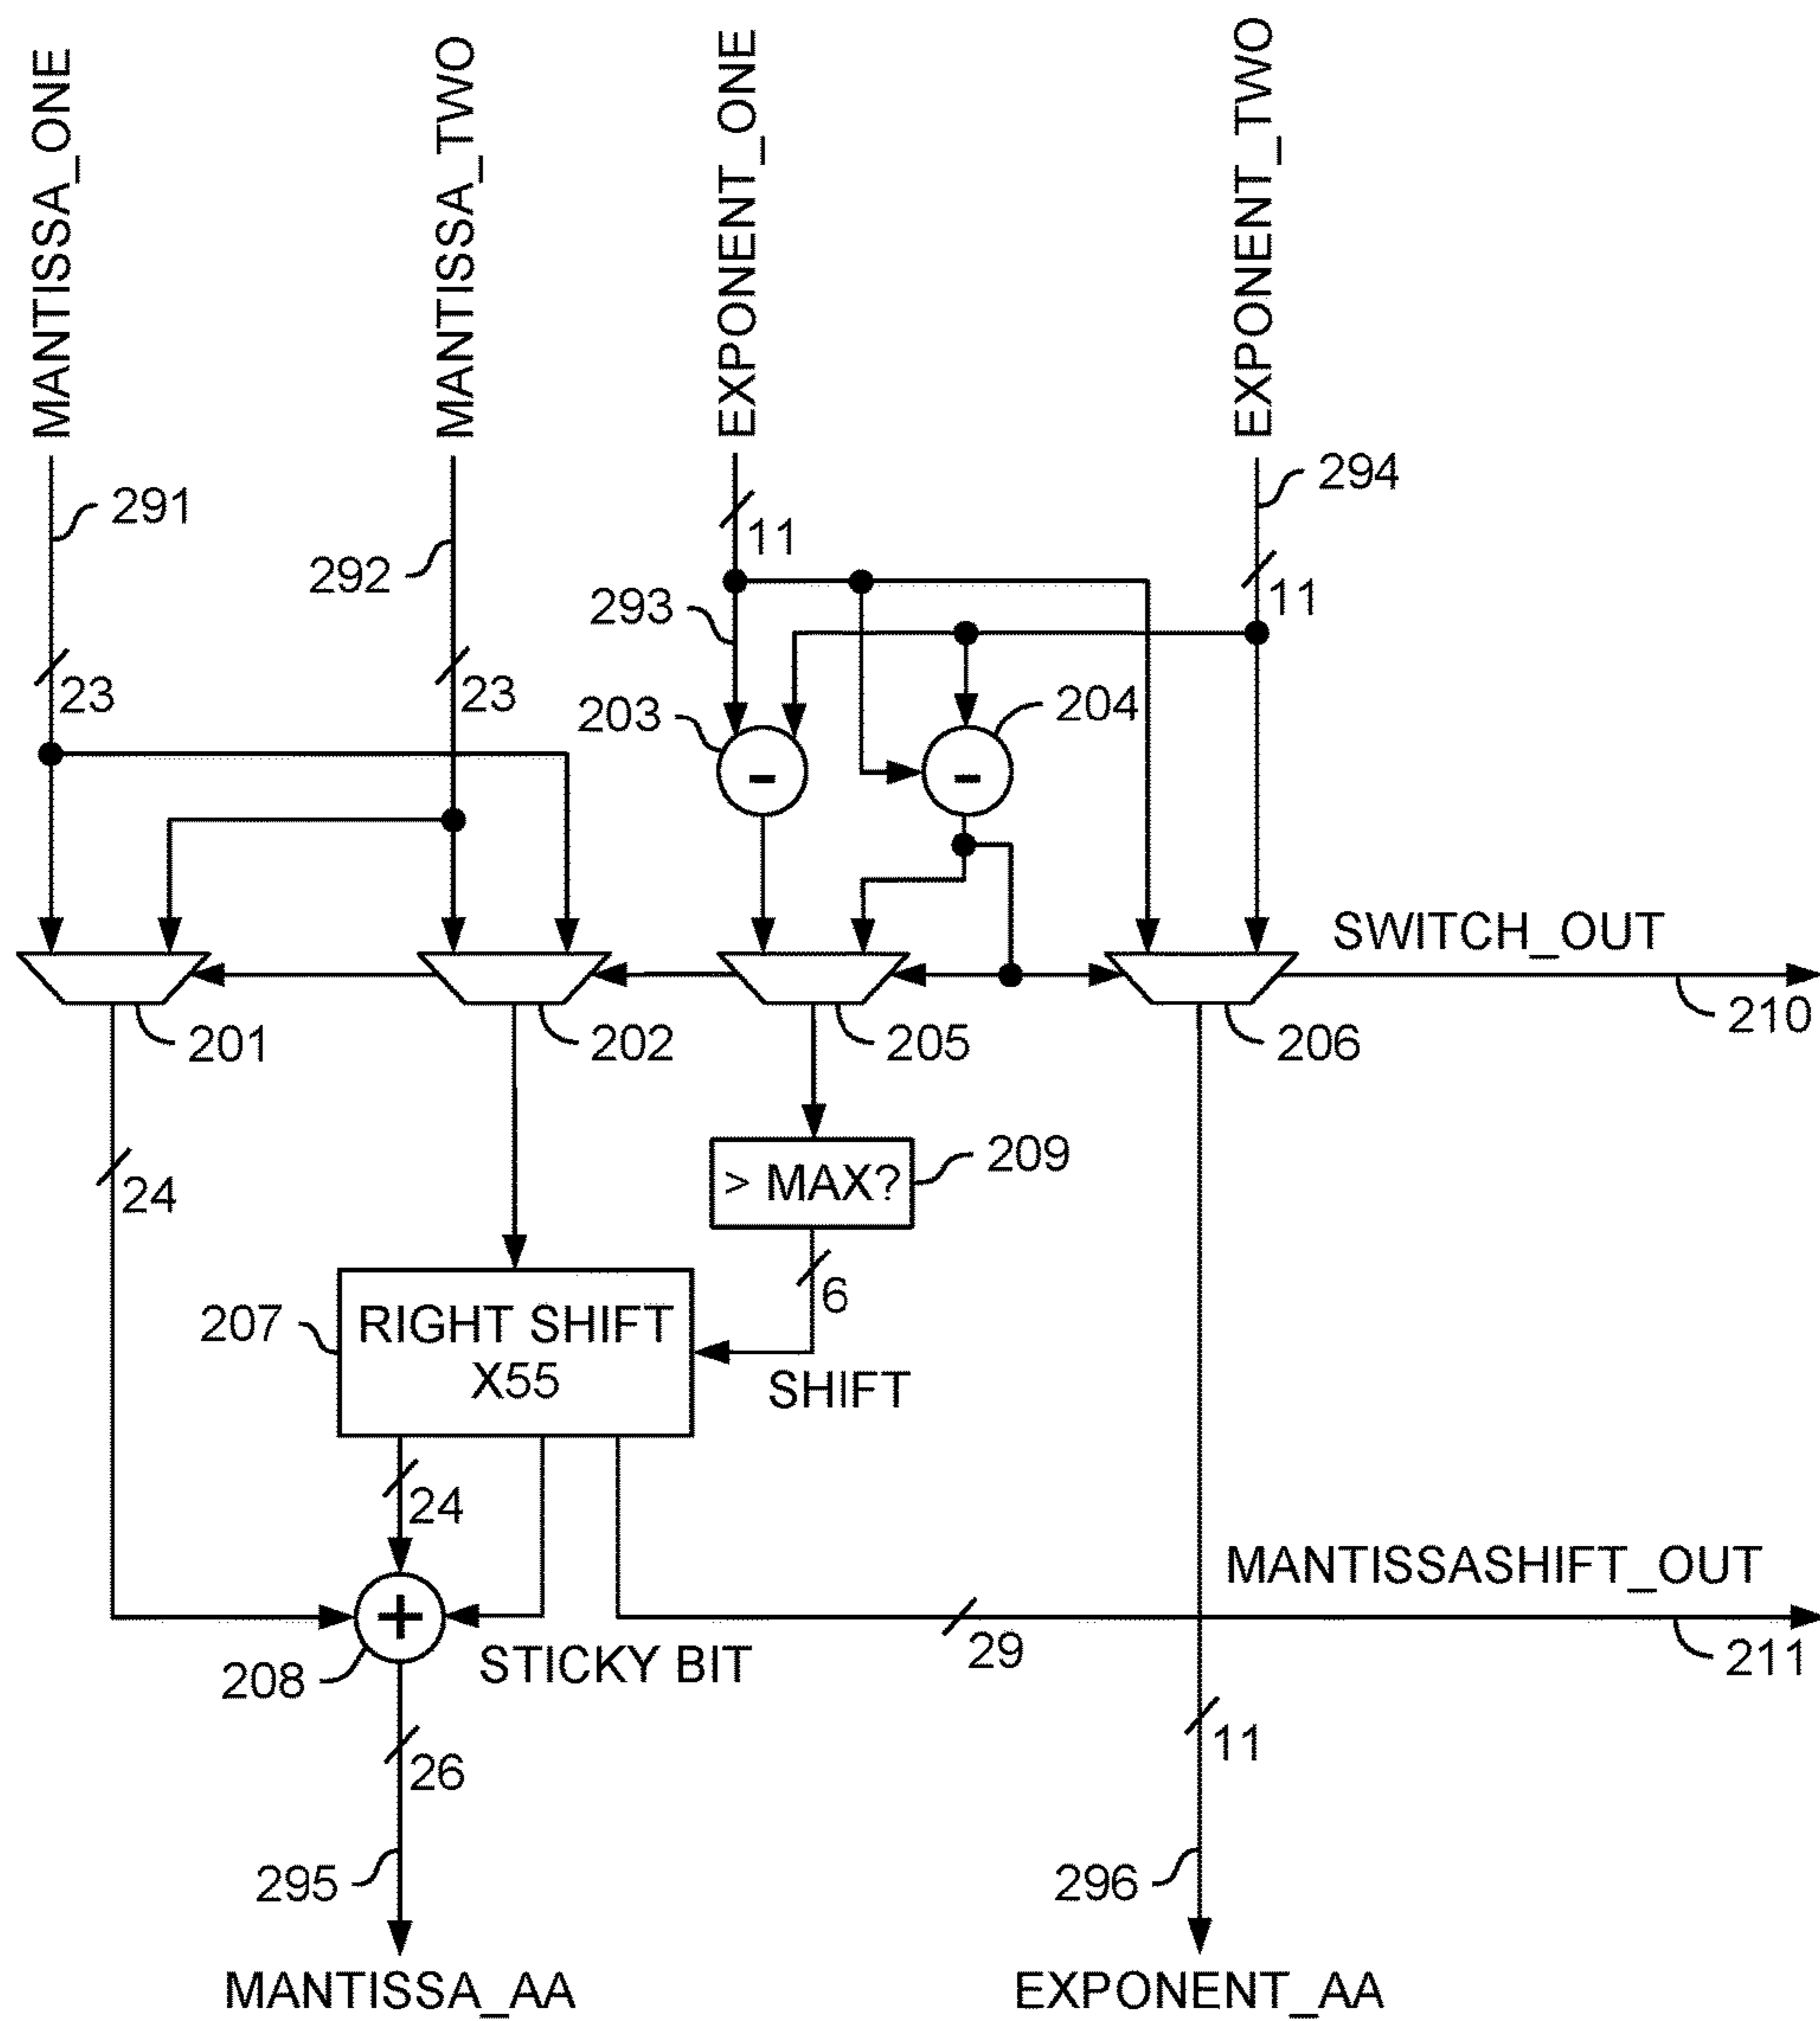 MANTISSA_ONE
MANTISSA_TWO
EXPONENT_ONE
EXPONENT_TWO
291
292
293
294
11
11
23
23
203
204
-
-
SWITCH_OUT
210
201
202
205
206
> MAX?
209
24
6
207
RIGHT SHIFT
X55
SHIFT
24
MANTISSASHIFT_OUT
+
208
STICKY BIT
29
211
26
11
295
296
MANTISSA_AA
EXPONENT_AA